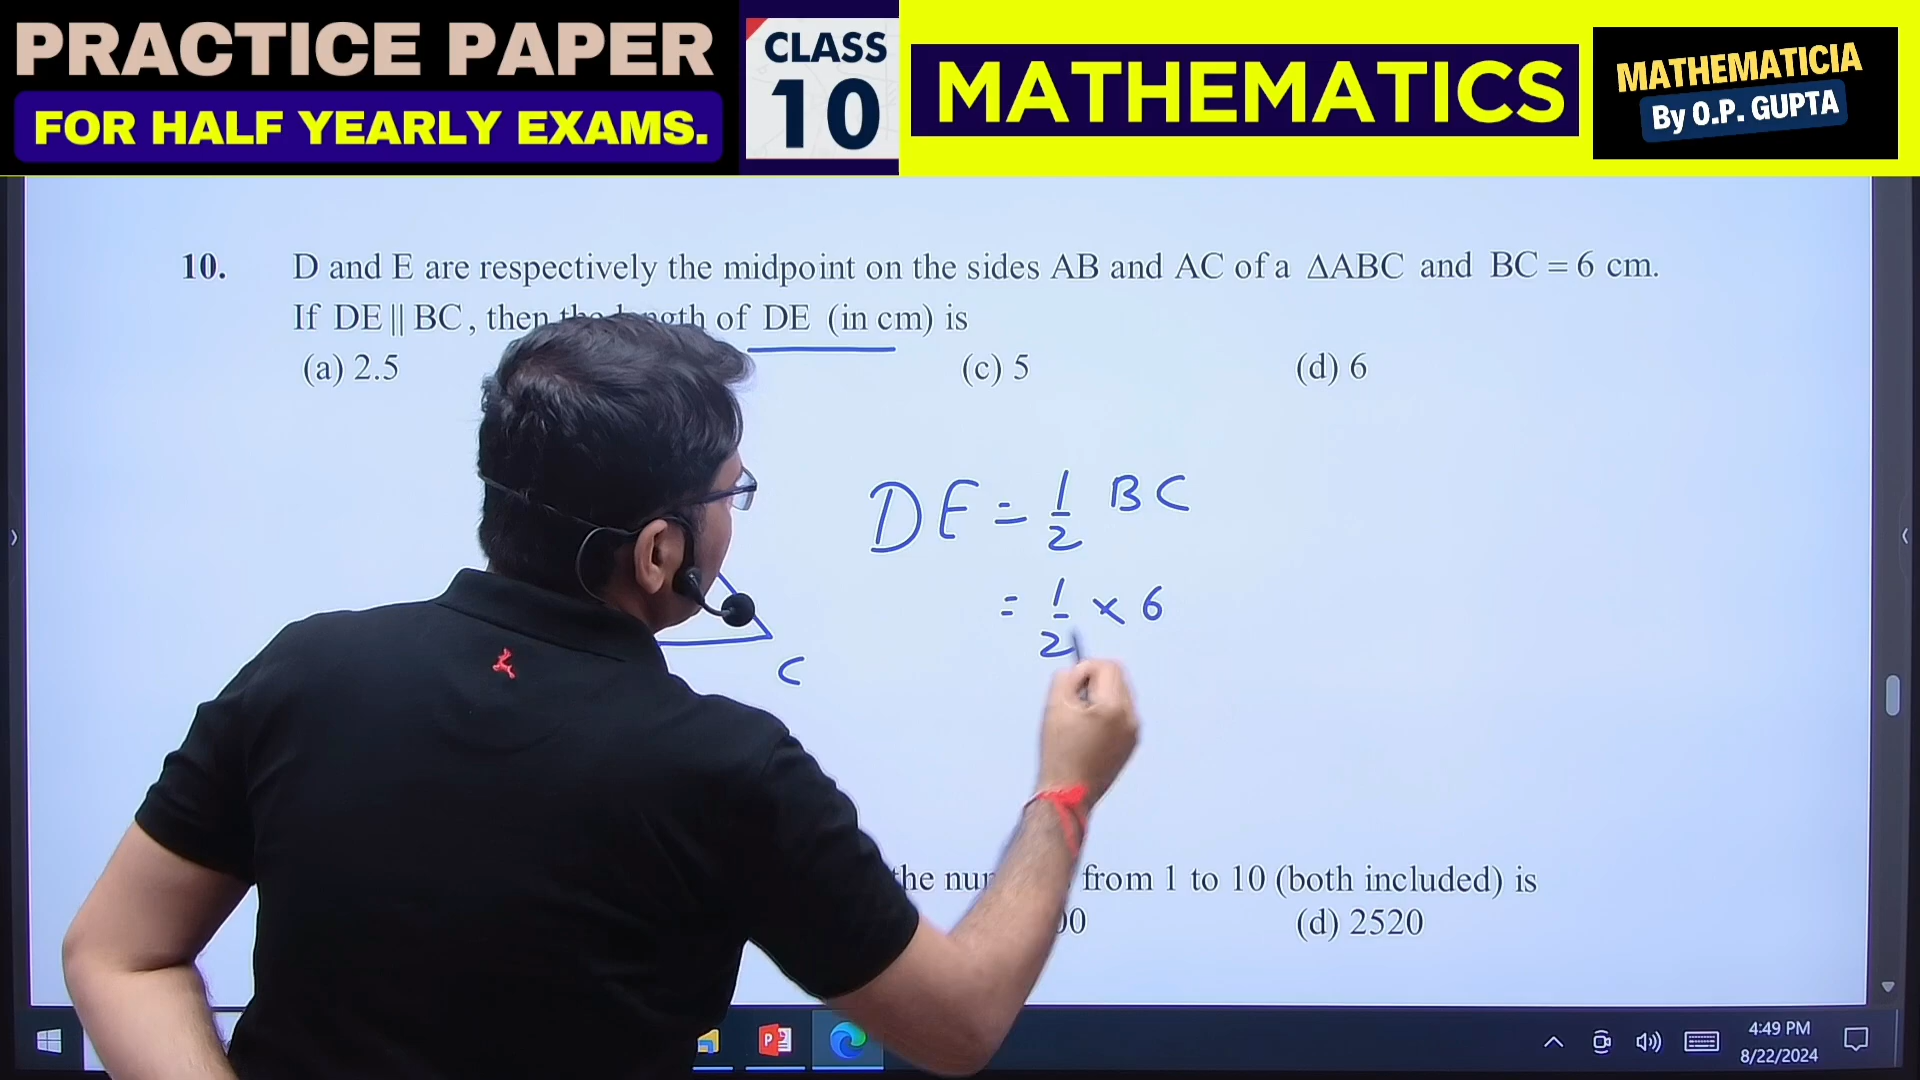 PRACTICE PAPER
FOR HALF YEARLY EXAMS.
CLASS
10
MATHEMATICS
MATHEMATICIA
By O.P. GUPTA
10. D and E are respectively the midpoint on the sides AB and AC of a ΔABC and BC = 6 cm.
If DE || BC, then the length of DE (in cm) is
(a) 2.5 (c) 5 (d) 6
DE = 1/2 BC
= 1/2 × 6
C
from 1 to 10 (both included) is
(d) 2520
4:49 PM
8/22/2024